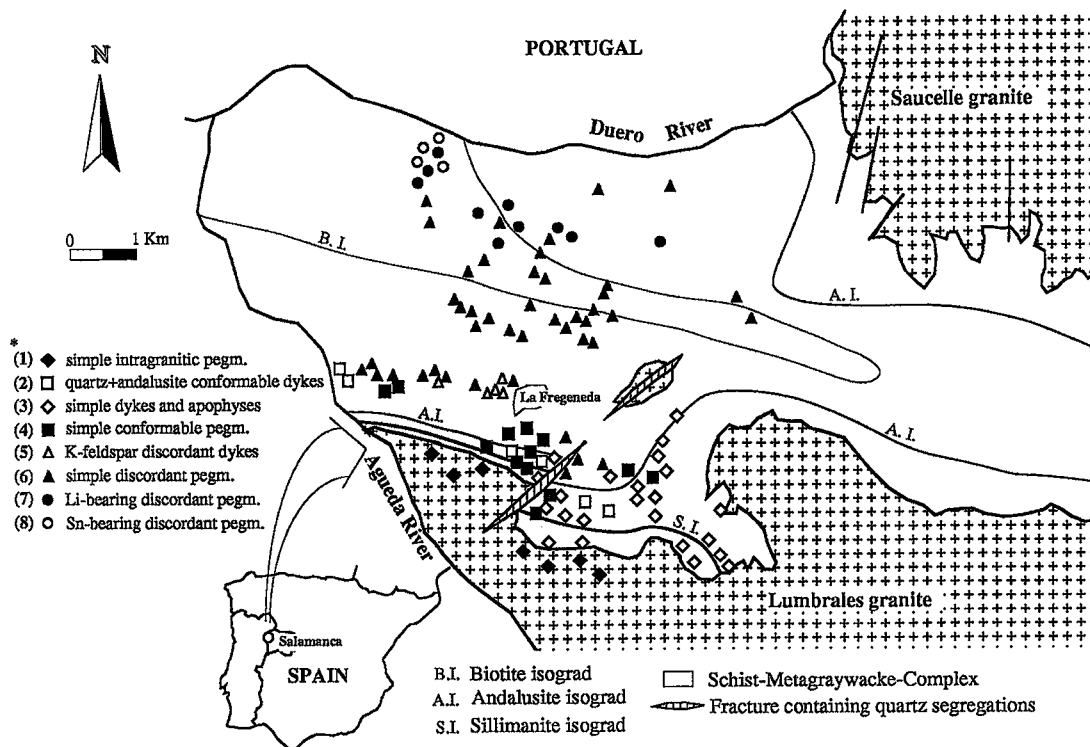 PORTUGAL
N
Saucelle granite
Duero River
0 1 Km
B. I.
A. I.
*
(1) simple intragranitic pegm.
(2) quartz+andalusite conformable dykes
(3) simple dykes and apophyses
(4) simple conformable pegm.
(5) K-feldspar discordant dykes
(6) simple discordant pegm.
(7) Li-bearing discordant pegm.
(8) Sn-bearing discordant pegm.
La Fregeneda
A.I.
A. I.
Agueda River
S. I.
Lumbrales granite
Salamanca
SPAIN
B.I. Biotite isograd
A.I. Andalusite isograd
S.I. Sillimanite isograd
Schist-Metagraywacke-Complex
Fracture containing quartz segregations